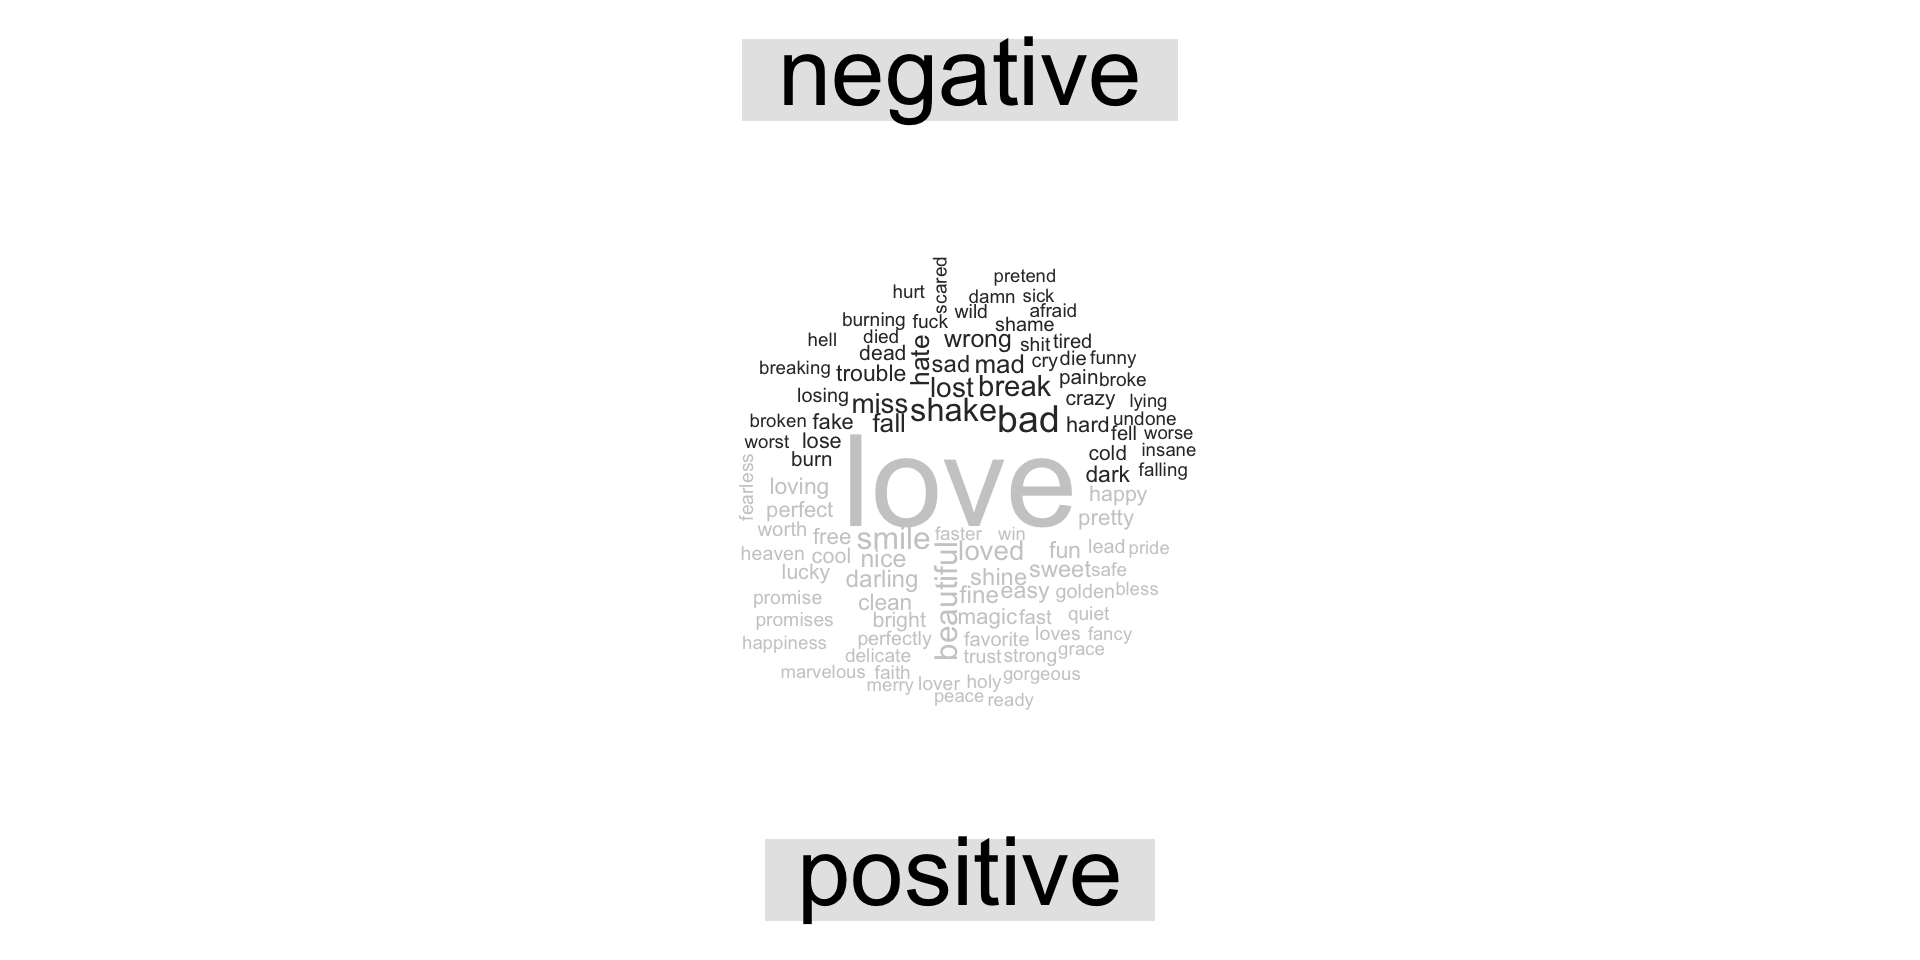 negative
scared
pretend
hurt
damn sick
wild afraid
burning fuck shame
hell died wrong shit tired
dead hate sad mad cry die funny
breaking trouble pain broke
losing lost break crazy lying
miss shake bad
broken fake fall hard undone
worst lose fell worse
burn cold insane
dark falling
love
fearless loving happy
perfect pretty
worth free smile faster win
heaven cool nice loved fun lead pride
lucky darling beautiful shine sweet safe
promise clean fine easy golden bless
promises bright magic fast quiet
happiness perfectly favorite loves fancy
delicate trust strong grace
marvelous faith gorgeous
merry lover holy
peace ready
positive